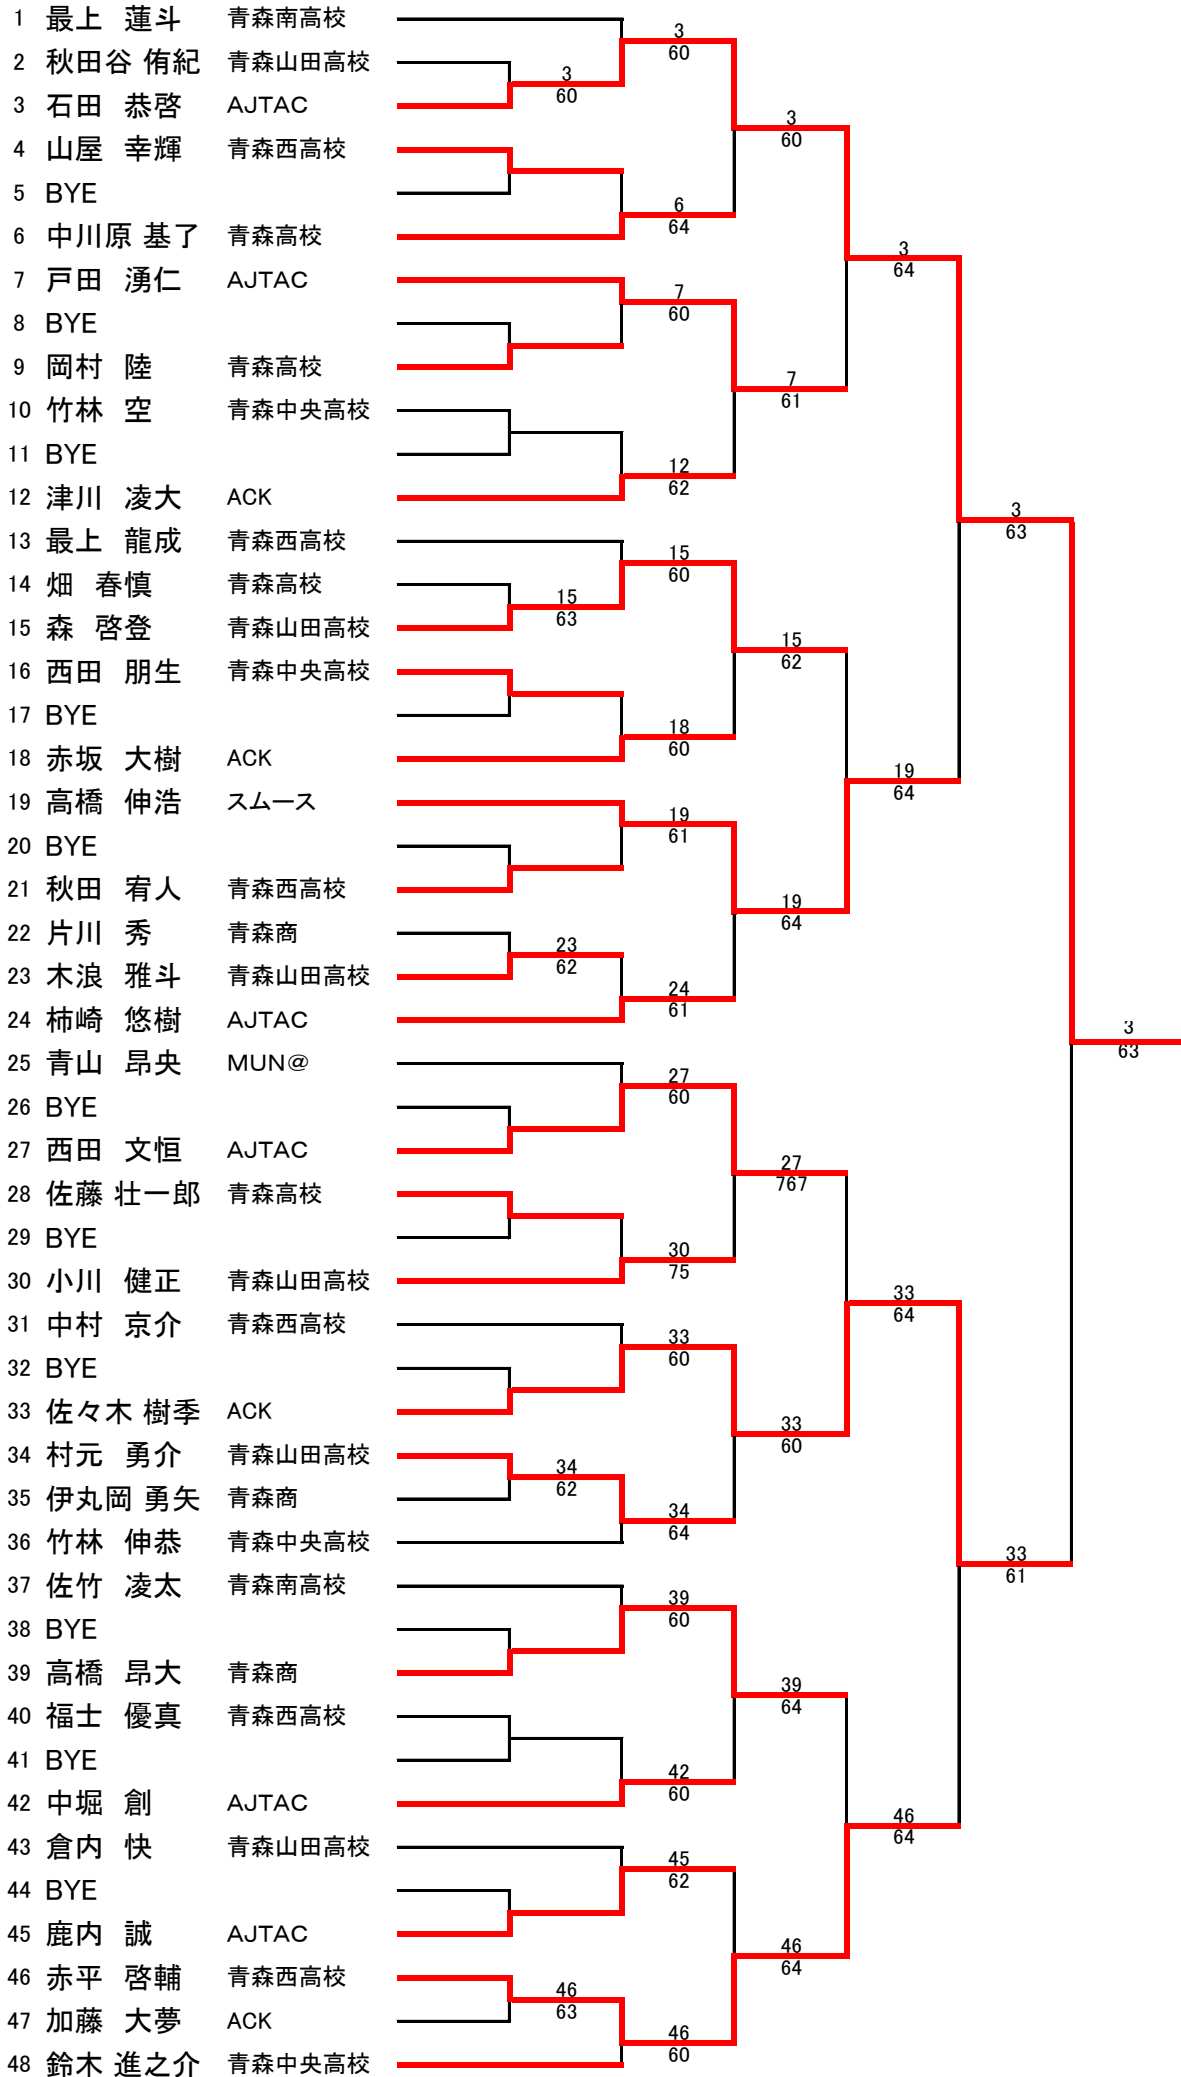 1 最上 蓮斗 青森南高校
3
60
2 秋田谷 侑紀 青森山田高校
3
60
3 石田 恭啓 AJTAC
3
60
4 山屋 幸輝 青森西高校
5 BYE
6
64
6 中川原 基了 青森高校
3
64
7 戸田 湧仁 AJTAC
7
60
8 BYE
9 岡村 陸 青森高校
7
61
10 竹林 空 青森中央高校
11 BYE
12
62
12 津川 凌大 ACK
3
63
13 最上 龍成 青森西高校
15
60
14 畑 春慎 青森高校
15
63
15 森 啓登 青森山田高校
15
62
16 西田 朋生 青森中央高校
17 BYE
18
60
18 赤坂 大樹 ACK
19
64
19 高橋 伸浩 スムース
19
61
20 BYE
21 秋田 宥人 青森西高校
19
64
22 片川 秀 青森商
23
62
23 木浪 雅斗 青森山田高校
24
61
24 柿崎 悠樹 AJTAC
3
63
25 青山 昂央 MUN@
27
60
26 BYE
27 西田 文恒 AJTAC
27
767
28 佐藤 壮一郎 青森高校
29 BYE
30
75
30 小川 健正 青森山田高校
33
64
31 中村 京介 青森西高校
33
60
32 BYE
33 佐々木 樹季 ACK
33
60
34 村元 勇介 青森山田高校
34
62
35 伊丸岡 勇矢 青森商
34
64
36 竹林 伸恭 青森中央高校
33
61
37 佐竹 凌太 青森南高校
39
60
38 BYE
39 高橋 昂大 青森商
39
64
40 福士 優真 青森西高校
41 BYE
42
60
42 中堀 創 AJTAC
46
64
43 倉内 快 青森山田高校
45
62
44 BYE
45 鹿内 誠 AJTAC
46
64
46 赤平 啓輔 青森西高校
46
63
47 加藤 大夢 ACK
46
60
48 鈴木 進之介 青森中央高校